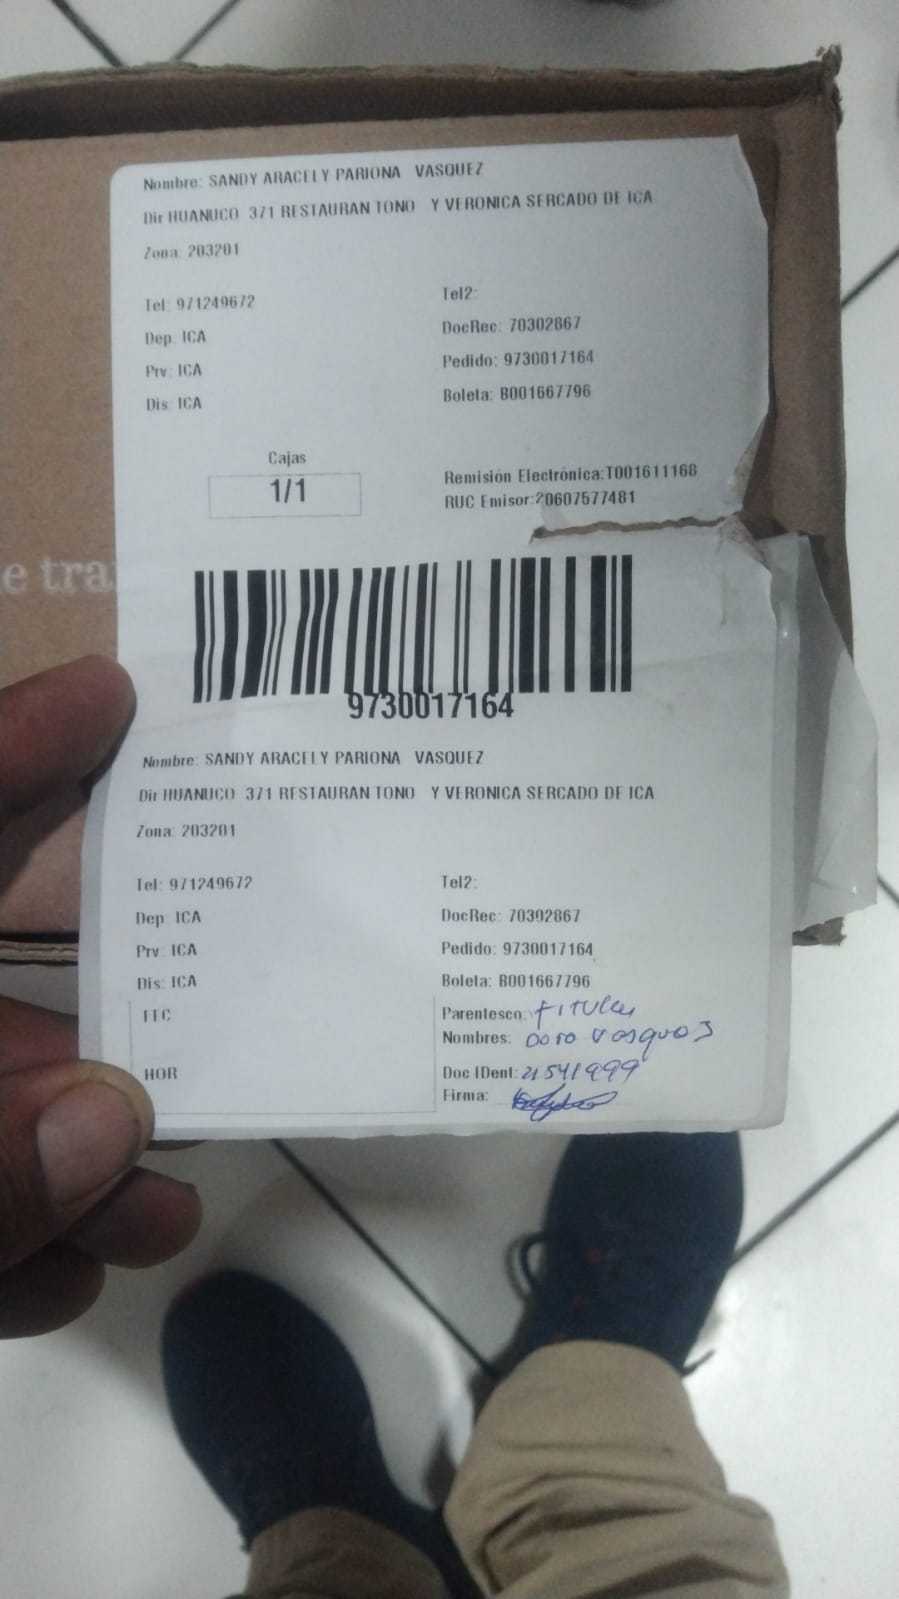 Nombre: SANDY ARACELY PARIONA VASQUEZ
Dir HUANUCO 371 RESTAURAN TONO Y VERONICA SERCADO DE ICA
Zona: 203201
Tel: 971249672 Tel2:
Dep: ICA DocRec: 70302867
Prv: ICA Pedido: 9730017164
Dis: ICA Boleta: B001667796
Cajas
1/1
Remisión Electrónica:T001611168
RUC Emisor:20607577481
e tra
9730017164
Nombre: SANDY ARACELY PARIONA VASQUEZ
Dir HUANUCO 371 RESTAURAN TONO Y VERONICA SERCADO DE ICA
Zona: 203201
Tel: 971249672 Tel2:
Dep: ICA DocRec: 70302867
Prv: ICA Pedido: 9730017164
Dis: ICA Boleta: B001667796
Parentesco:
Nombres: Vasquez
HOR Doc IDent: 21541999
Firma: